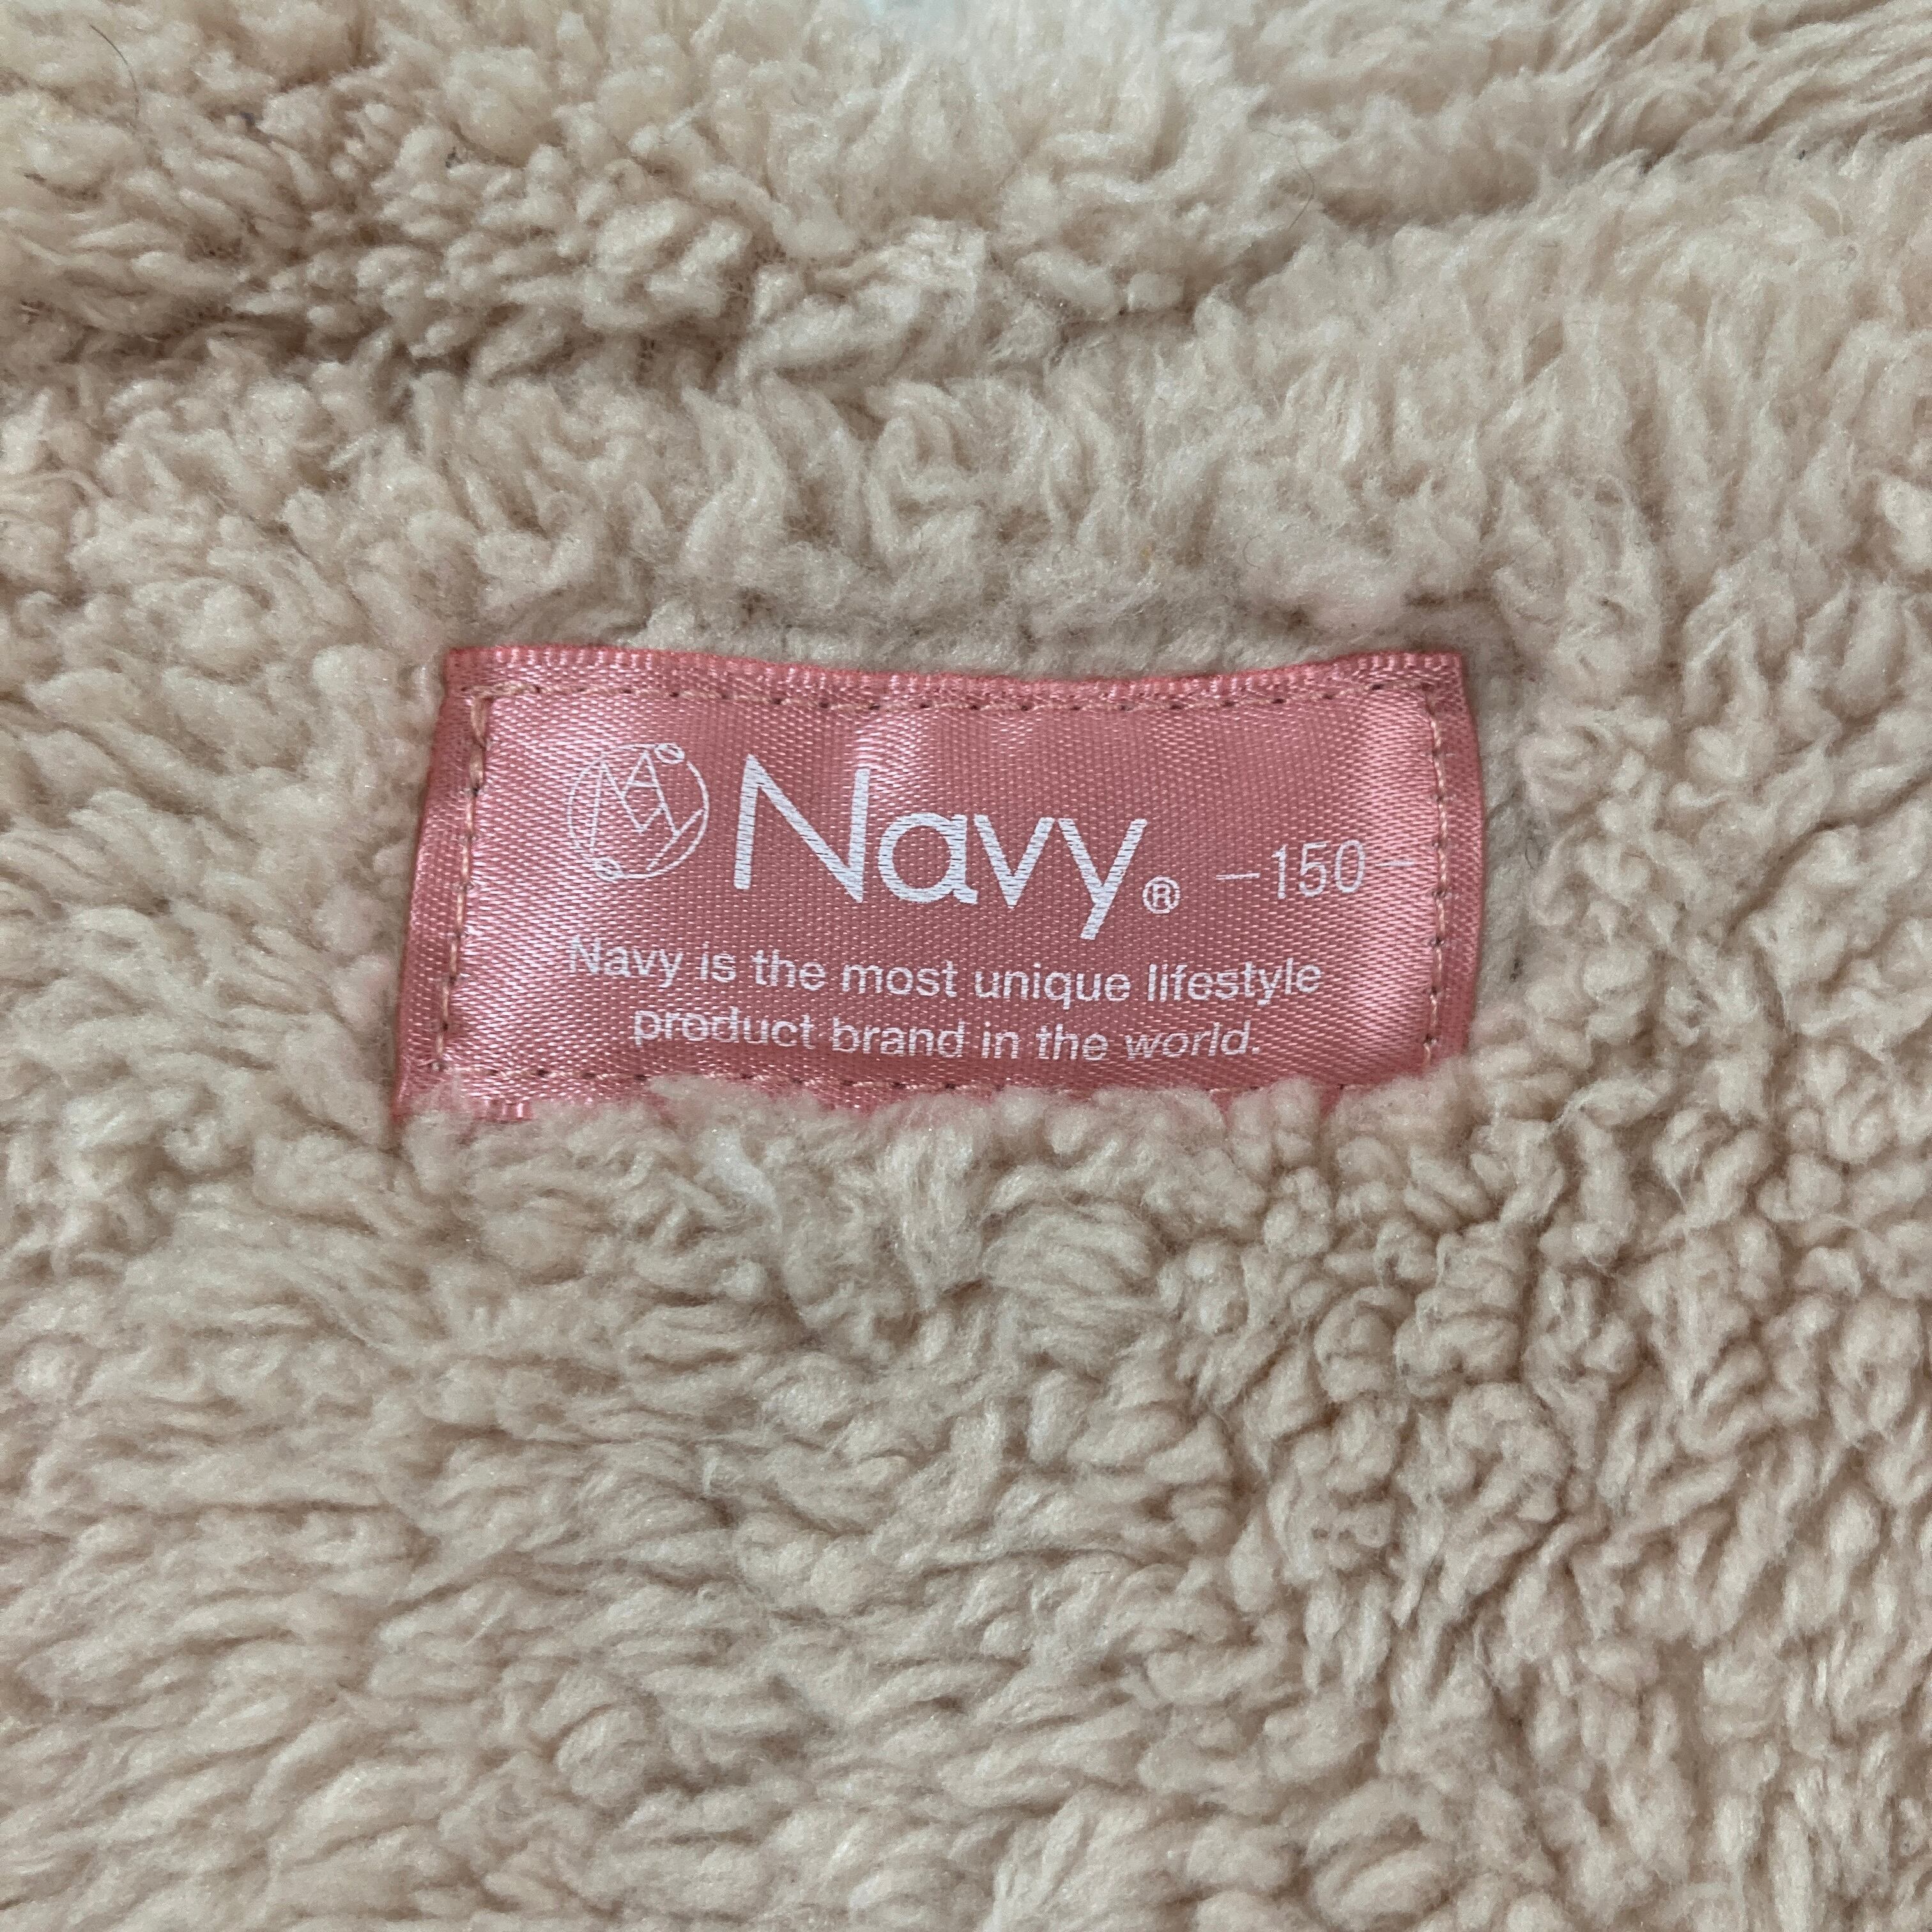 Navy® -150-
Navy is the most unique lifestyle
product brand in the world.